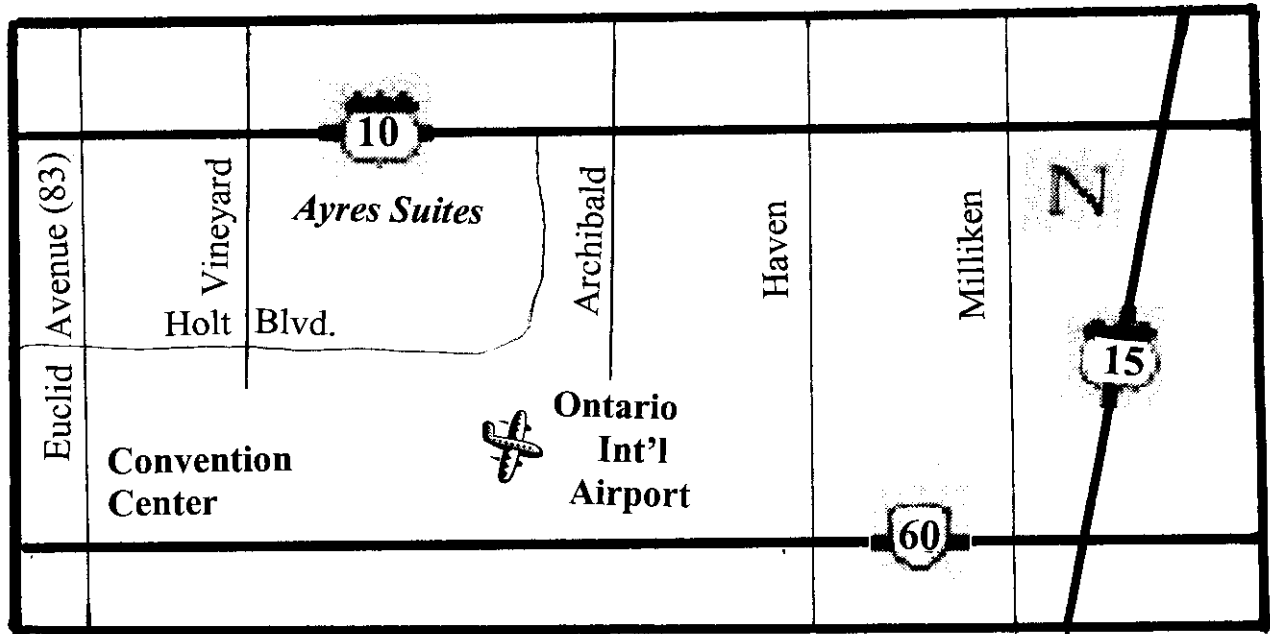 10
Euclid Avenue (83)
Vineyard
Ayres Suites
Archibald
Haven
Milliken
N
Holt Blvd.
15
Convention
Center
Ontario
Int'l
Airport
60